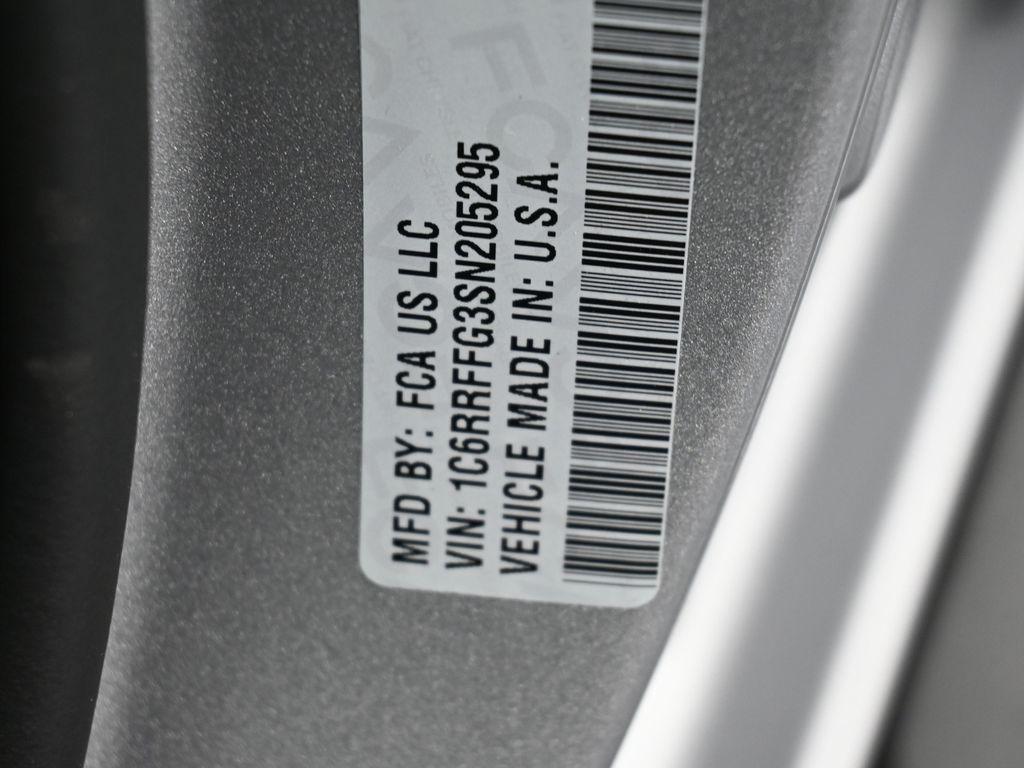 MFD BY: FCA US LLC
VIN: 1C6RRFFG3SN205295
VEHICLE MADE IN: U.S.A.